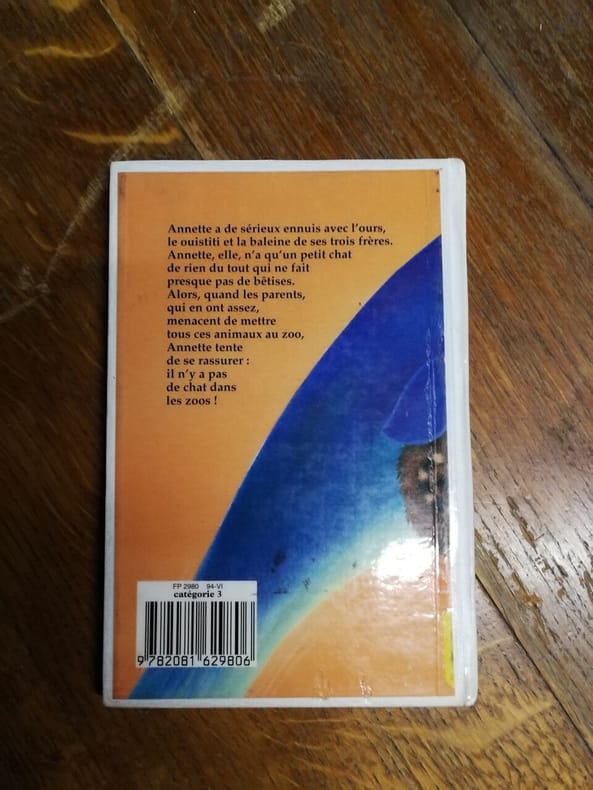 Annette a de sérieux ennuis avec l'ours,
le ouistiti et la baleine de ses trois frères.
Annette, elle, n'a qu'un petit chat
de rien du tout qui ne fait
presque pas de bêtises.
Alors, quand les parents,
qui en ont assez,
menacent de mettre
tous ces animaux au zoo,
Annette tente
de se rassurer :
il n'y a pas
de chat dans
les zoos !
FP 2980 94-VI
catégorie 3
9 782081 629806